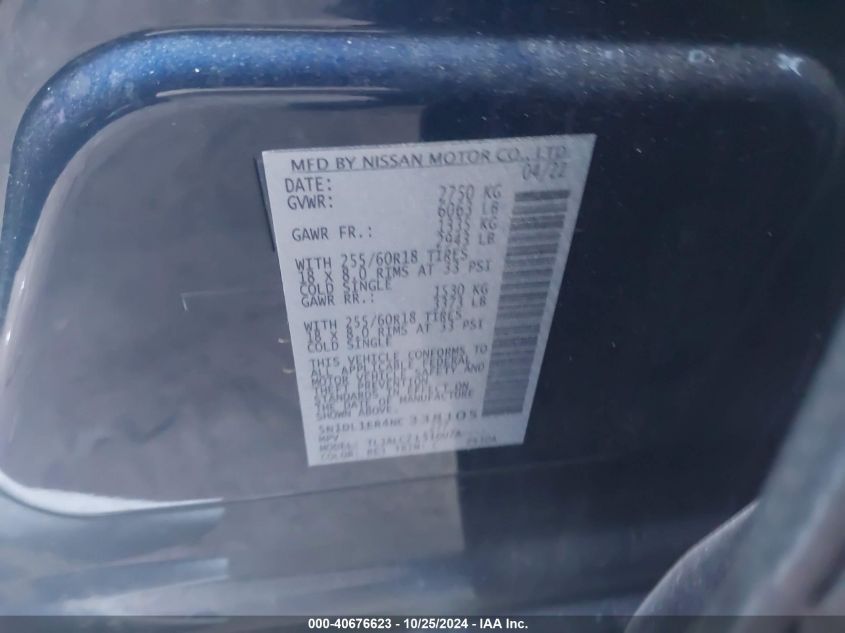 MFD BY NISSAN MOTOR CO., LTD
DATE: 04/22
GVWR: 2750 KG
6063 LB
GAWR FR.: 1335 KG
2943 LB
WITH 255/60R18 TIRES
18 X 8.0 RIMS AT 33 PSI
COLD SINGLE
GAWR RR.: 1530 KG
3373 LB
WITH 255/60R18 TIRES
18 X 8.0 RIMS AT 33 PSI
COLD SINGLE
THIS VEHICLE CONFORMS TO
ALL APPLICABLE FEDERAL
MOTOR VEHICLE SAFETY AND
THEFT PREVENTION
STANDARDS IN EFFECT ON
THE DATE OF MANUFACTURE
338105
MPV
MODEL:
COLOR: TRIM:
000-40676623 - 10/25/2024 - IAA Inc.